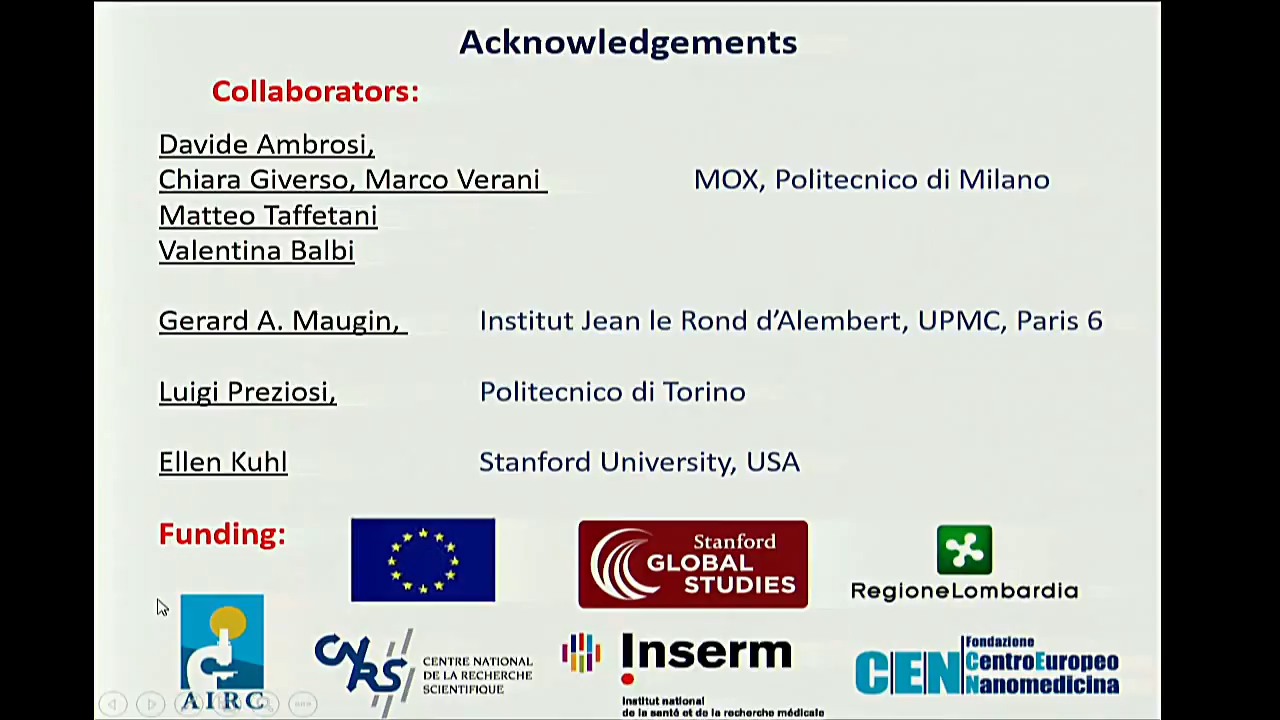 Acknowledgements
Collaborators:
Davide Ambrosi,
Chiara Giverso, Marco Verani MOX, Politecnico di Milano
Matteo Taffetani
Valentina Balbi
Gerard A. Maugin, Institut Jean le Rond d’Alembert, UPMC, Paris 6
Luigi Preziosi, Politecnico di Torino
Ellen Kuhl Stanford University, USA
Funding:
Stanford
GLOBAL
STUDIES
RegioneLombardia
AIRC
CNRS
CENTRE NATIONAL
DE LA RECHERCHE
SCIENTIFIQUE
Inserm
Institut national
de la santé et de la recherche médicale
CEN
Fondazione
CentroEuropeo
Nanomedicina